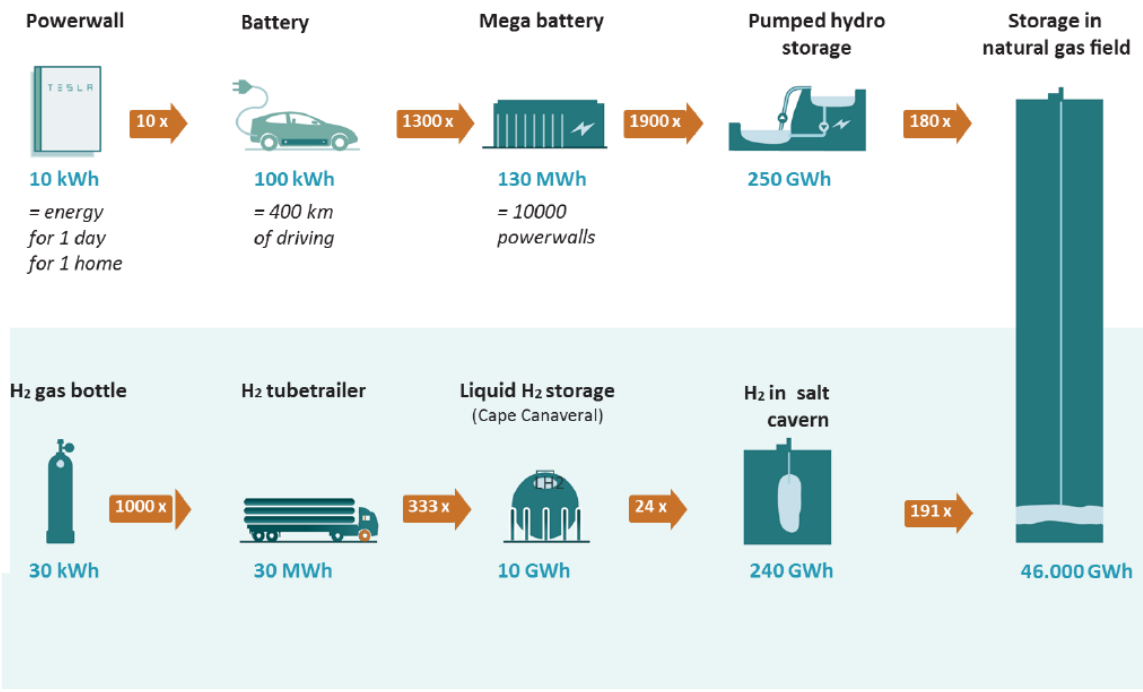 Powerwall
Battery
Mega battery
Pumped hydro
storage
Storage in
natural gas field
TESLA
10 x
1300 x
1900 x
180 x
10 kWh
100 kWh
130 MWh
250 GWh
= energy
for 1 day
for 1 home
= 400 km
of driving
= 10000
powerwalls
H₂ gas bottle
H₂ tubetrailer
Liquid H₂ storage
(Cape Canaveral)
H₂ in salt
cavern
LH2
1000 x
333 x
24 x
191 x
30 kWh
30 MWh
10 GWh
240 GWh
46.000 GWh